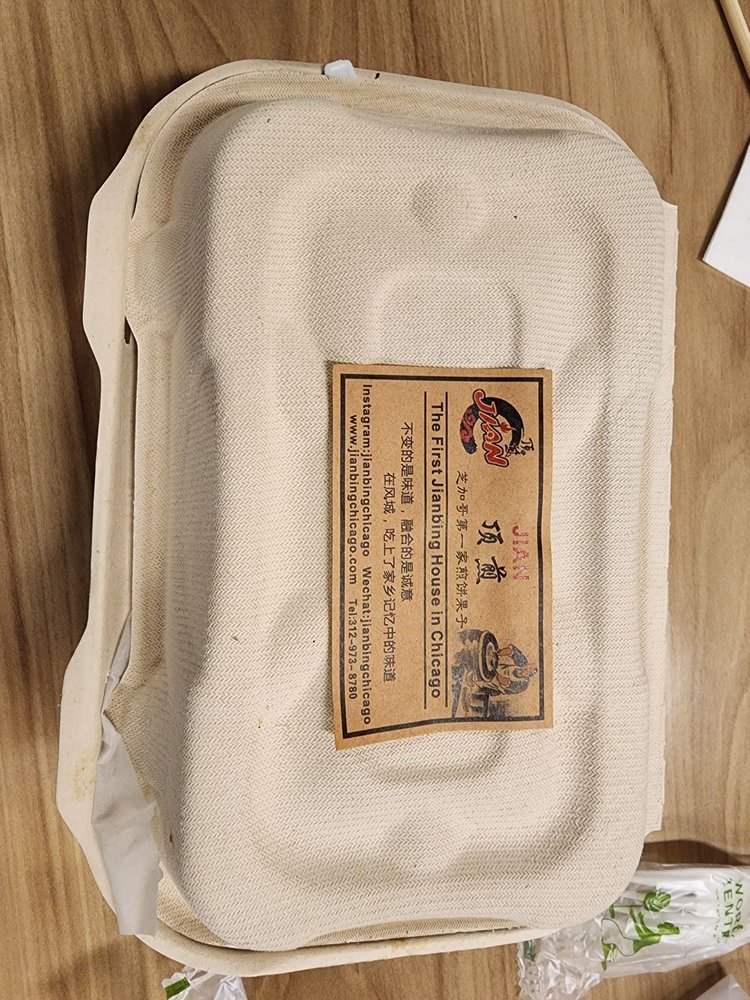 JIAN
JIAN
顶煎
芝加哥第一家煎饼果子
The First Jianbing House in Chicago
不变的是味道，融合的是诚意
在风城，吃上了家乡记忆中的味道
Instagram:jianbingchicago Wechat:jianbingchicago
www.jianbingchicago.com Tel:312-973-8780
WORL
CENTR